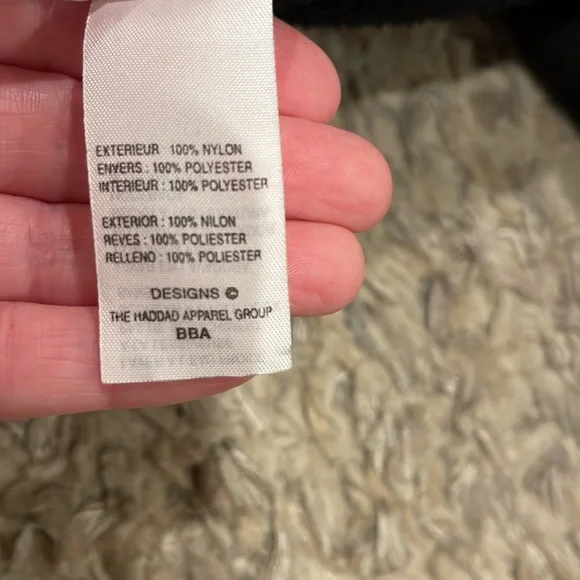 EXTERIEUR : 100% NYLON
ENVERS : 100% POLYESTER
INTERIEUR : 100% POLYESTER
EXTERIOR : 100% NILON
REVES : 100% POLIESTER
RELLENO : 100% POLIESTER
DESIGNS ©
THE HADDAD APPAREL GROUP
BBA